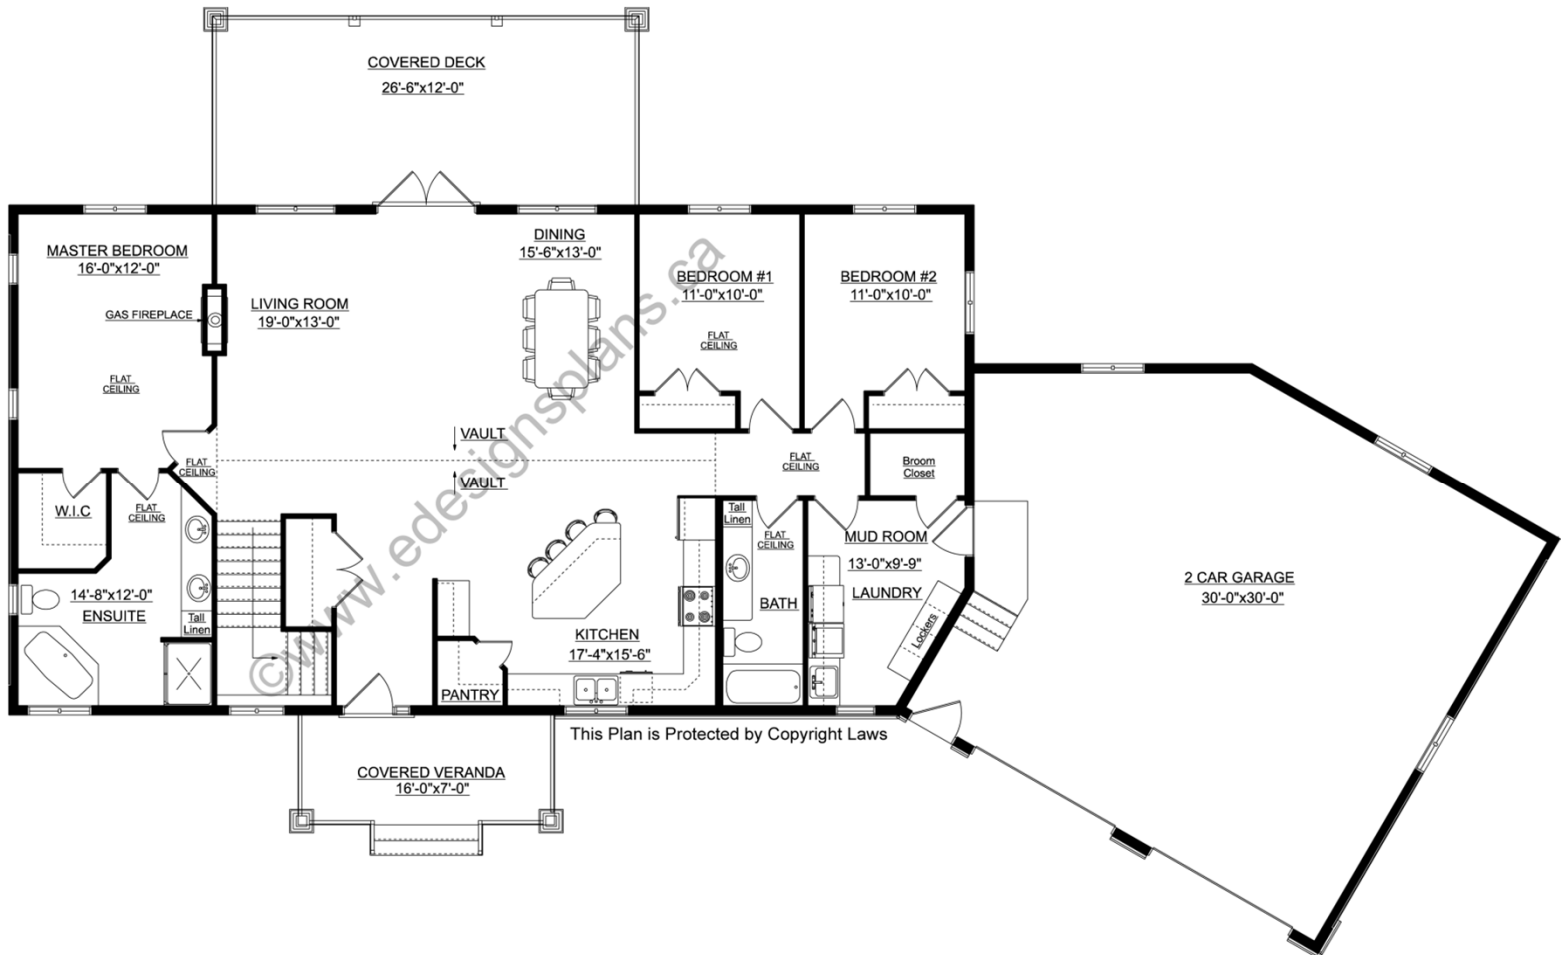 COVERED DECK
26'-6"x12'-0"
MASTER BEDROOM
16'-0"x12'-0"
GAS FIREPLACE
FLAT
CEILING
LIVING ROOM
19'-0"x13'-0"
DINING
15'-6"x13'-0"
BEDROOM #1
11'-0"x10'-0"
FLAT
CEILING
BEDROOM #2
11'-0"x10'-0"
VAULT
VAULT
FLAT
CEILING
FLAT
CEILING
Broom
Closet
W.I.C
FLAT
CEILING
14'-8"x12'-0"
ENSUITE
Tall
Linen
KITCHEN
17'-4"x15'-6"
PANTRY
Tall
Linen
FLAT
CEILING
BATH
MUD ROOM
13'-0"x9'-9"
LAUNDRY
Lockers
2 CAR GARAGE
30'-0"x30'-0"
©www.edesignsplans.ca
This Plan is Protected by Copyright Laws
COVERED VERANDA
16'-0"x7'-0"